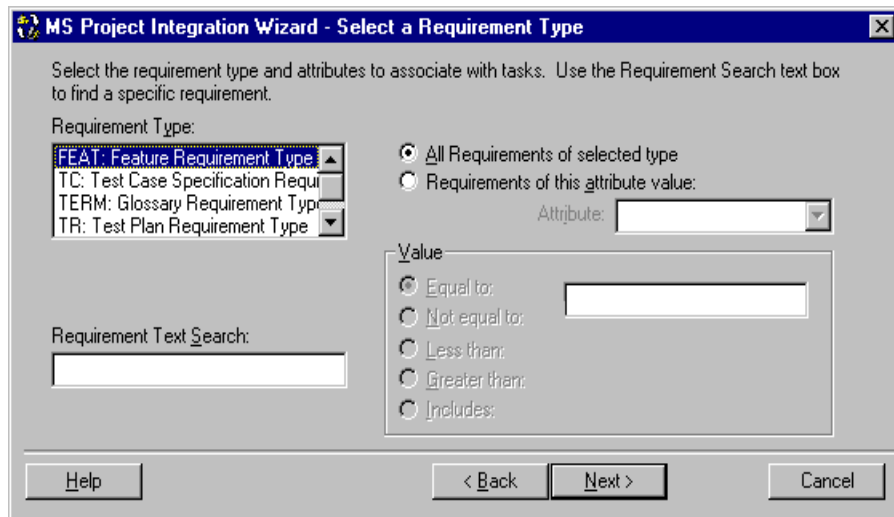 MS Project Integration Wizard - Select a Requirement Type
Select the requirement type and attributes to associate with tasks. Use the Requirement Search text box
to find a specific requirement.
Requirement Type:
FEAT: Feature Requirement Type
TC: Test Case Specification Requi
TERM: Glossary Requirement Type
TR: Test Plan Requirement Type
All Requirements of selected type
Requirements of this attribute value:
Attribute:
Value
Equal to:
Not equal to:
Less than:
Greater than:
Includes:
Requirement Text Search:
Help
< Back
Next >
Cancel